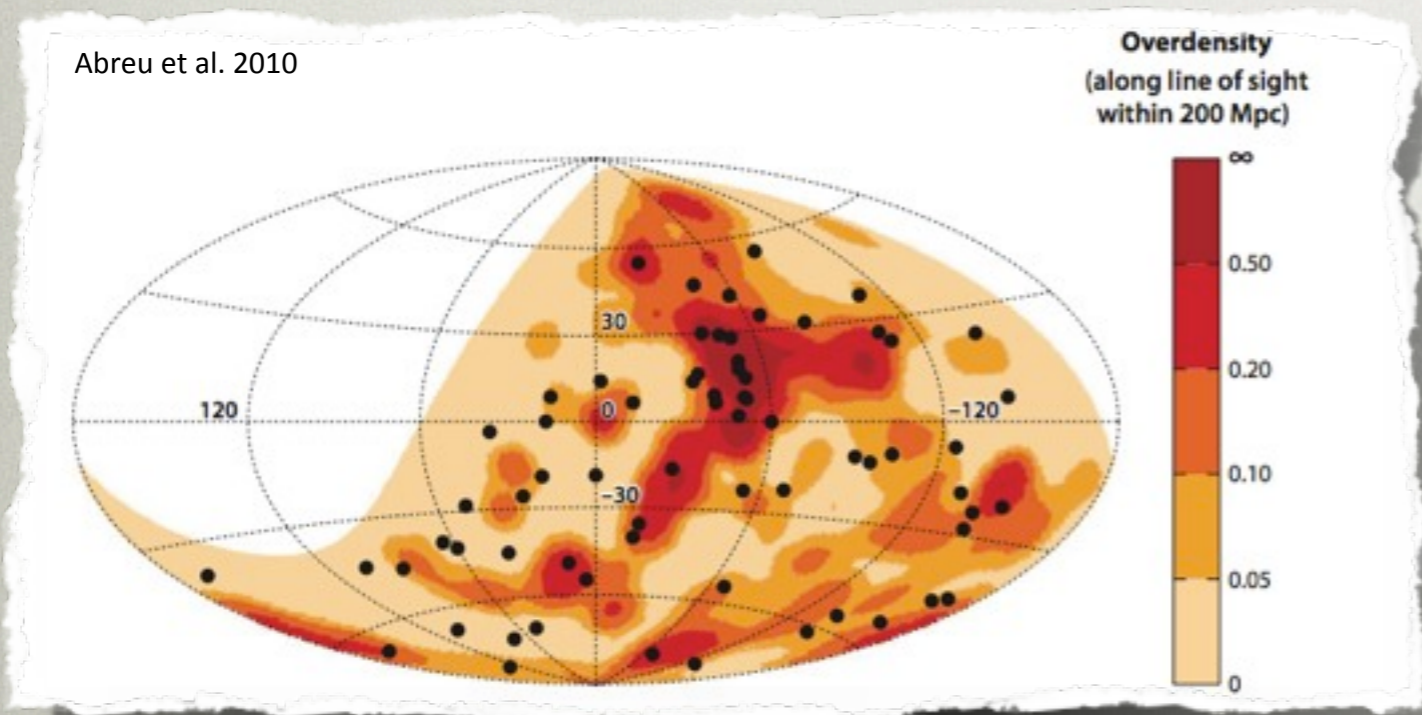 Abreu et al. 2010
Overdensity
(along line of sight
within 200 Mpc)
∞
0.50
0.20
0.10
0.05
0
30
120
0
−120
−30